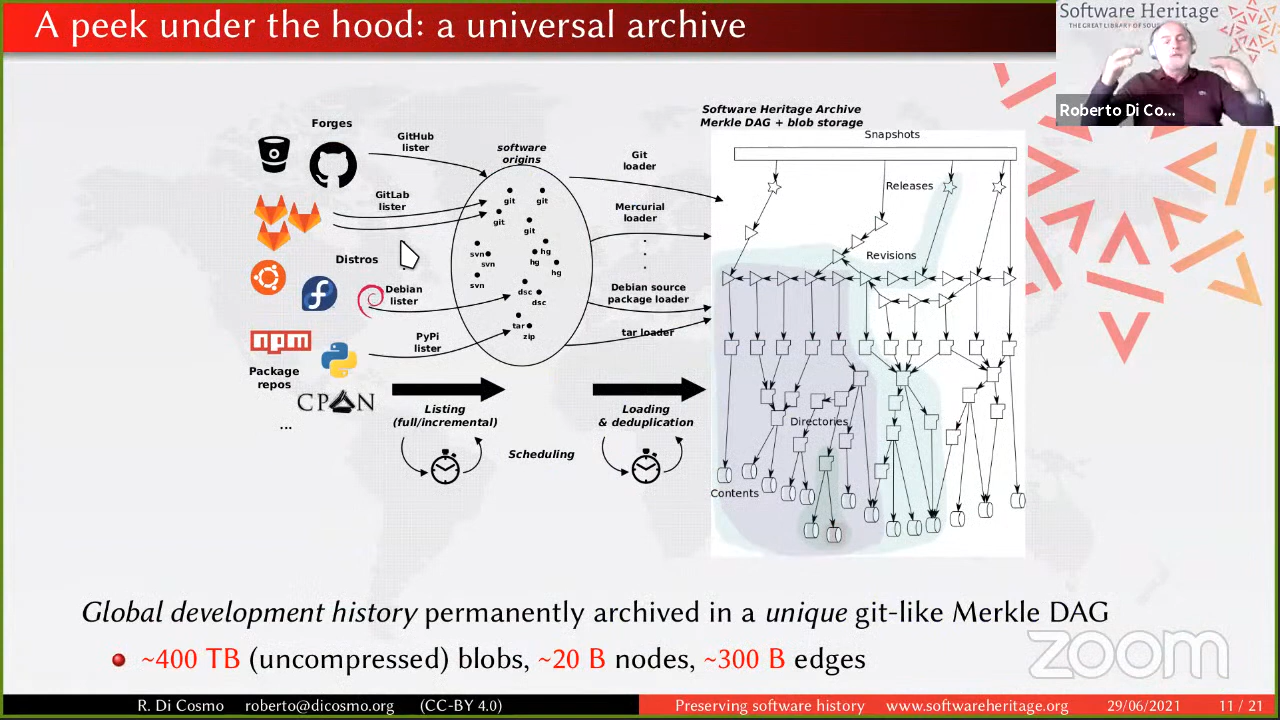 A peek under the hood: a universal archive
Software Heritage
THE GREAT LIBRARY OF SOU
Roberto Di Co...
Forges
GitHub
lister
GitLab
lister
Distros
Debian
lister
npm
PyPi
lister
Package
repos
CPAN
...
software
origins
git
git
git
git
svn
svn
svn
hg
hg
hg
dsc
dsc
tar
zip
Listing
(full/incremental)
Scheduling
Git
loader
Mercurial
loader
Debian source
package loader
tar loader
Loading
& deduplication
Software Heritage Archive
Merkle DAG + blob storage
Snapshots
Releases
Revisions
Directories
Contents
Global development history permanently archived in a unique git-like Merkle DAG
~400 TB (uncompressed) blobs, ~20 B nodes, ~300 B edges
zoom
R. Di Cosmo roberto@dicosmo.org (CC-BY 4.0) Preserving software history www.softwareheritage.org 29/06/2021 11 / 21